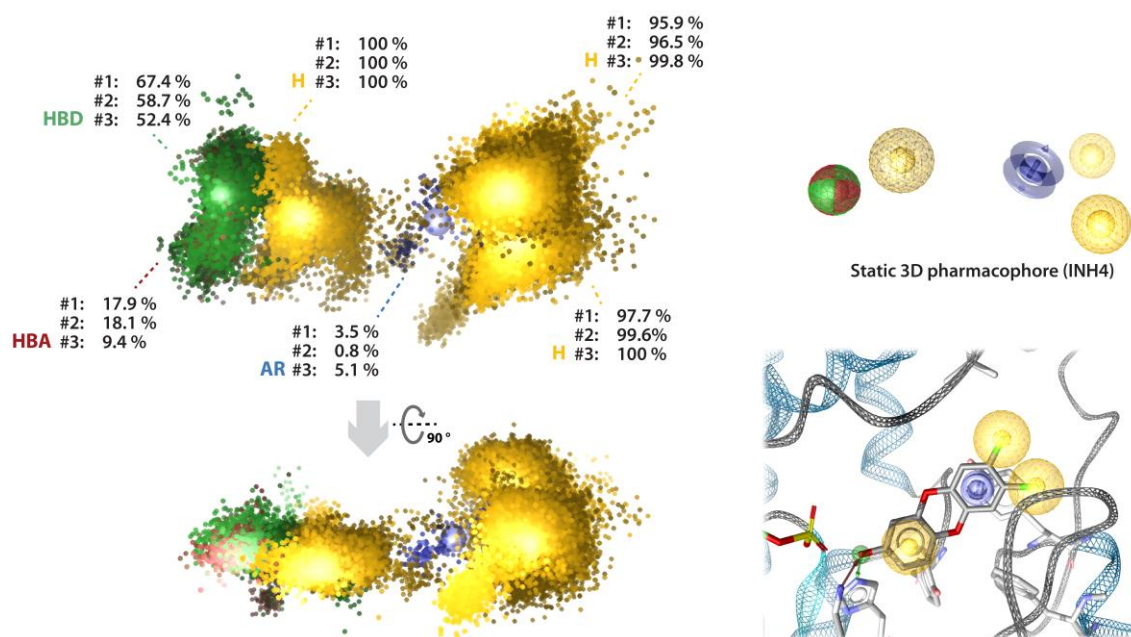 #1: 95.9 %
#2: 96.5 %
H #3: 99.8 %
#1: 100 %
#2: 100 %
H #3: 100 %
#1: 67.4 %
#2: 58.7 %
HBD #3: 52.4 %
#1: 17.9 %
#2: 18.1 %
HBA #3: 9.4 %
#1: 3.5 %
#2: 0.8 %
AR #3: 5.1 %
#1: 97.7 %
#2: 99.6%
H #3: 100 %
90 °
Static 3D pharmacophore (INH4)